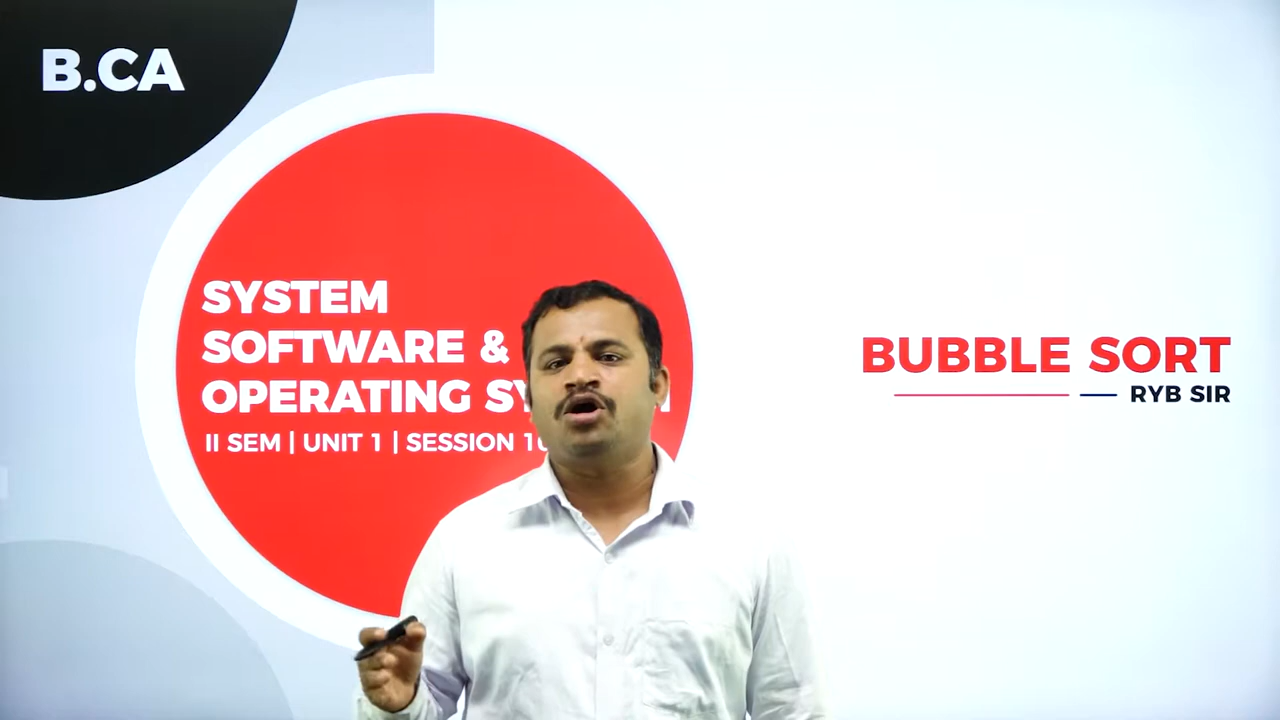 B.CA
SYSTEM
SOFTWARE &
OPERATING
II SEM | UNIT 1 | SESSION
BUBBLE SORT
RYB SIR